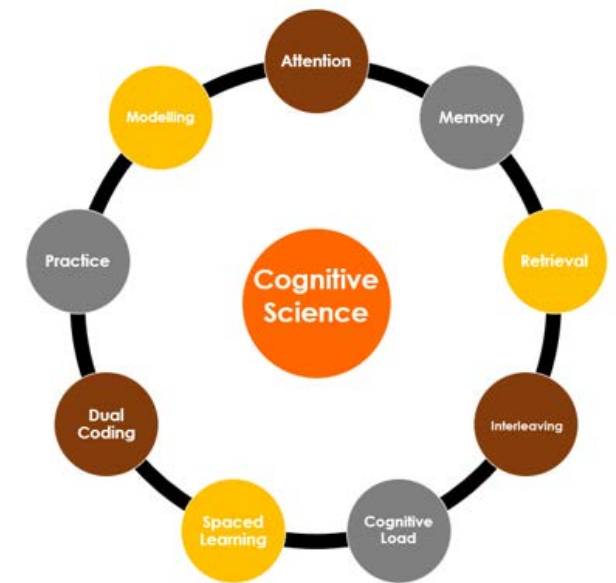 Attention
Memory
Retrieval
Interleaving
Cognitive
Load
Spaced
Learning
Dual
Coding
Practice
Modelling
Cognitive
Science